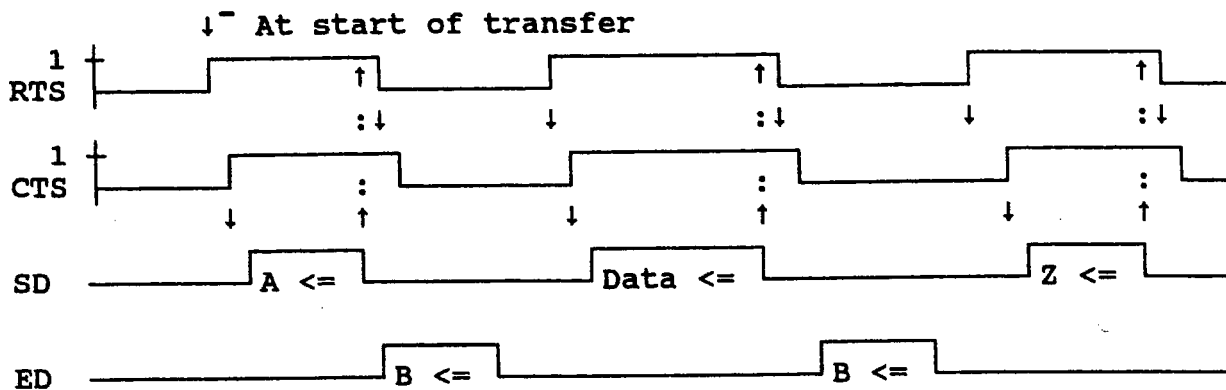 ↓- At start of transfer
1
RTS ↑ ↑ ↑
:↓ ↓ :↓ ↓ :↓
1
CTS : : :
↓ ↑ ↓ ↑ ↓ ↑
SD A <= Data <= Z <=
ED B <= B <=